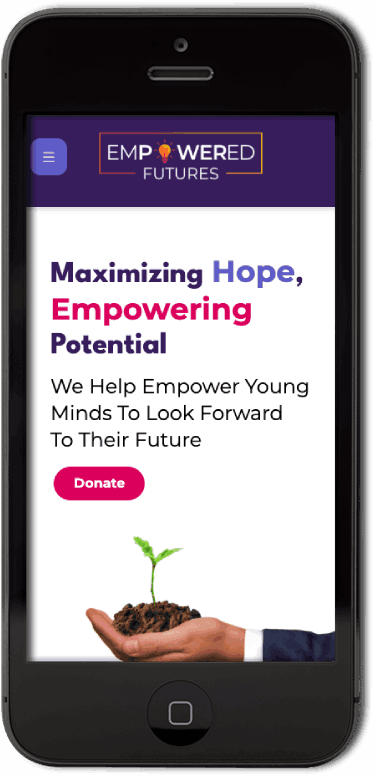 EMPOWERED
FUTURES
Maximizing Hope,
Empowering
Potential
We Help Empower Young
Minds To Look Forward
To Their Future
Donate